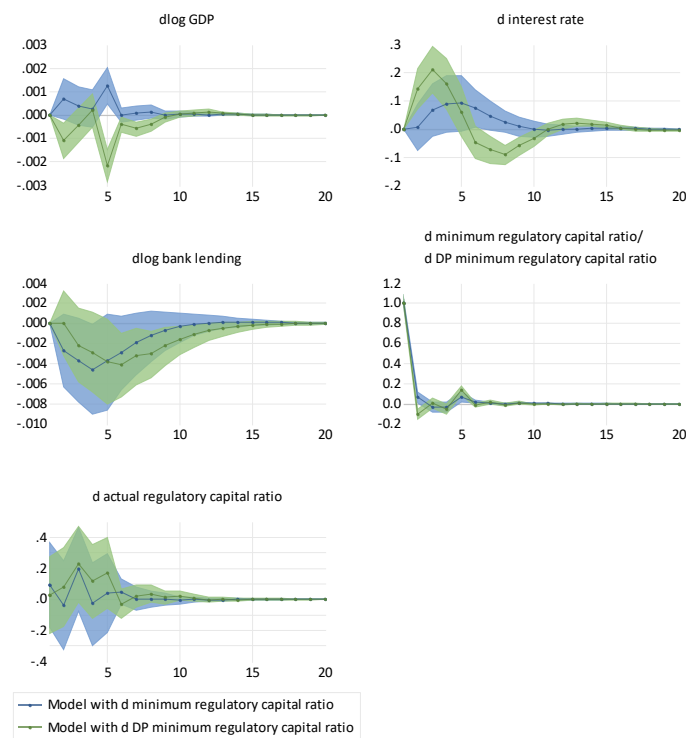 dlog GDP
.003
.002
.001
.000
-.001
-.002
-.003
5 10 15 20
d interest rate
.3
.2
.1
.0
-.1
-.2
5 10 15 20
dlog bank lending
.004
.002
.000
-.002
-.004
-.006
-.008
-.010
5 10 15 20
d minimum regulatory capital ratio/
d DP minimum regulatory capital ratio
1.2
1.0
0.8
0.6
0.4
0.2
0.0
-0.2
5 10 15 20
d actual regulatory capital ratio
.4
.2
.0
-.2
-.4
5 10 15 20
Model with d minimum regulatory capital ratio
Model with d DP minimum regulatory capital ratio